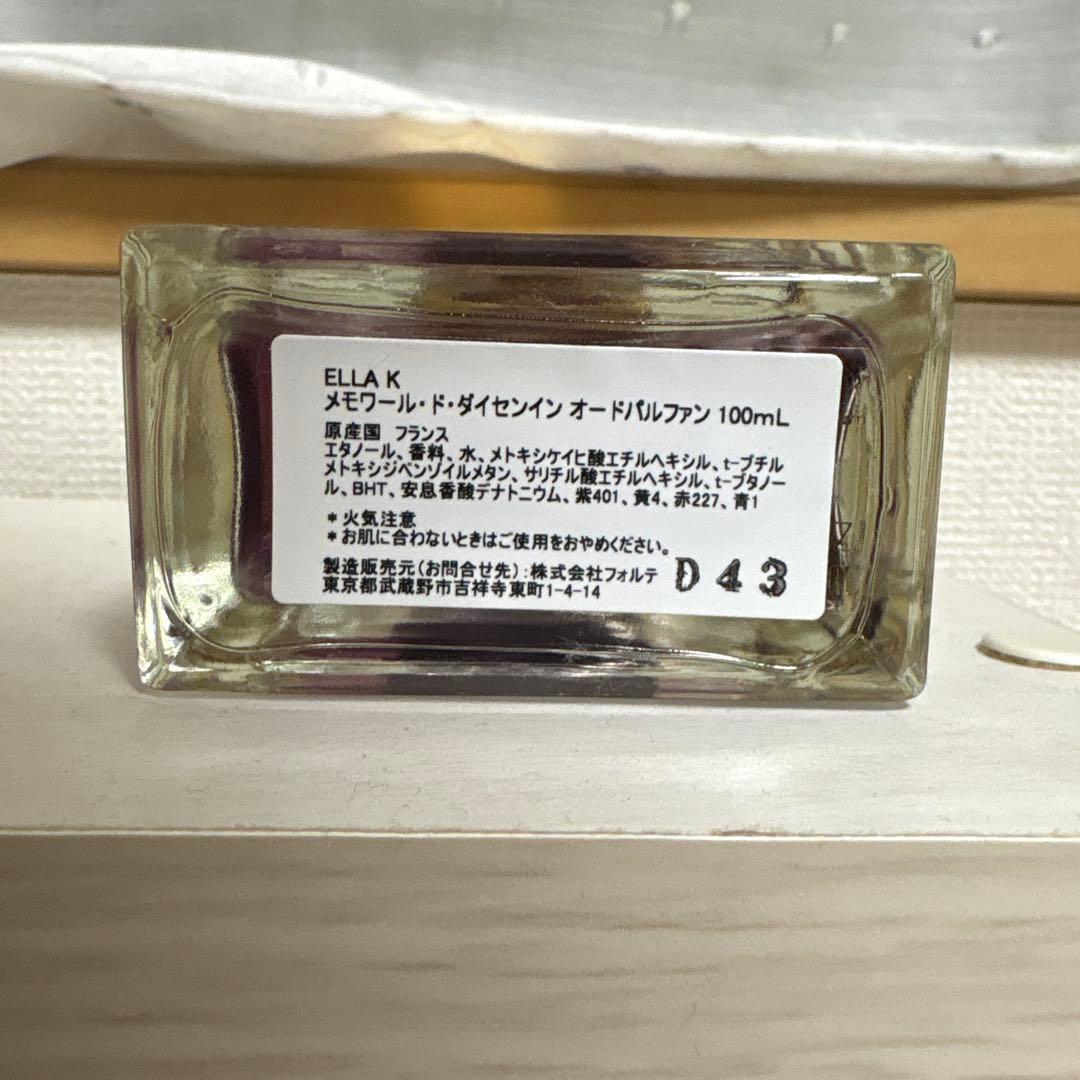 ELLA K
メモワール・ド・ダイセンイン オードパルファン 100mL
原産国 フランス
エタノール、香料、水、メトキシケイヒ酸エチルヘキシル、t-ブチル
メトキシジベンゾイルメタン、サリチル酸エチルヘキシル、t-ブタノー
ル、BHT、安息香酸デナトニウム、紫401、黄4、赤227、青1
*火気注意
*お肌に合わないときはご使用をおやめください。
製造販売元(お問合せ先):株式会社フォルテ
東京都武蔵野市吉祥寺東町1-4-14
D43